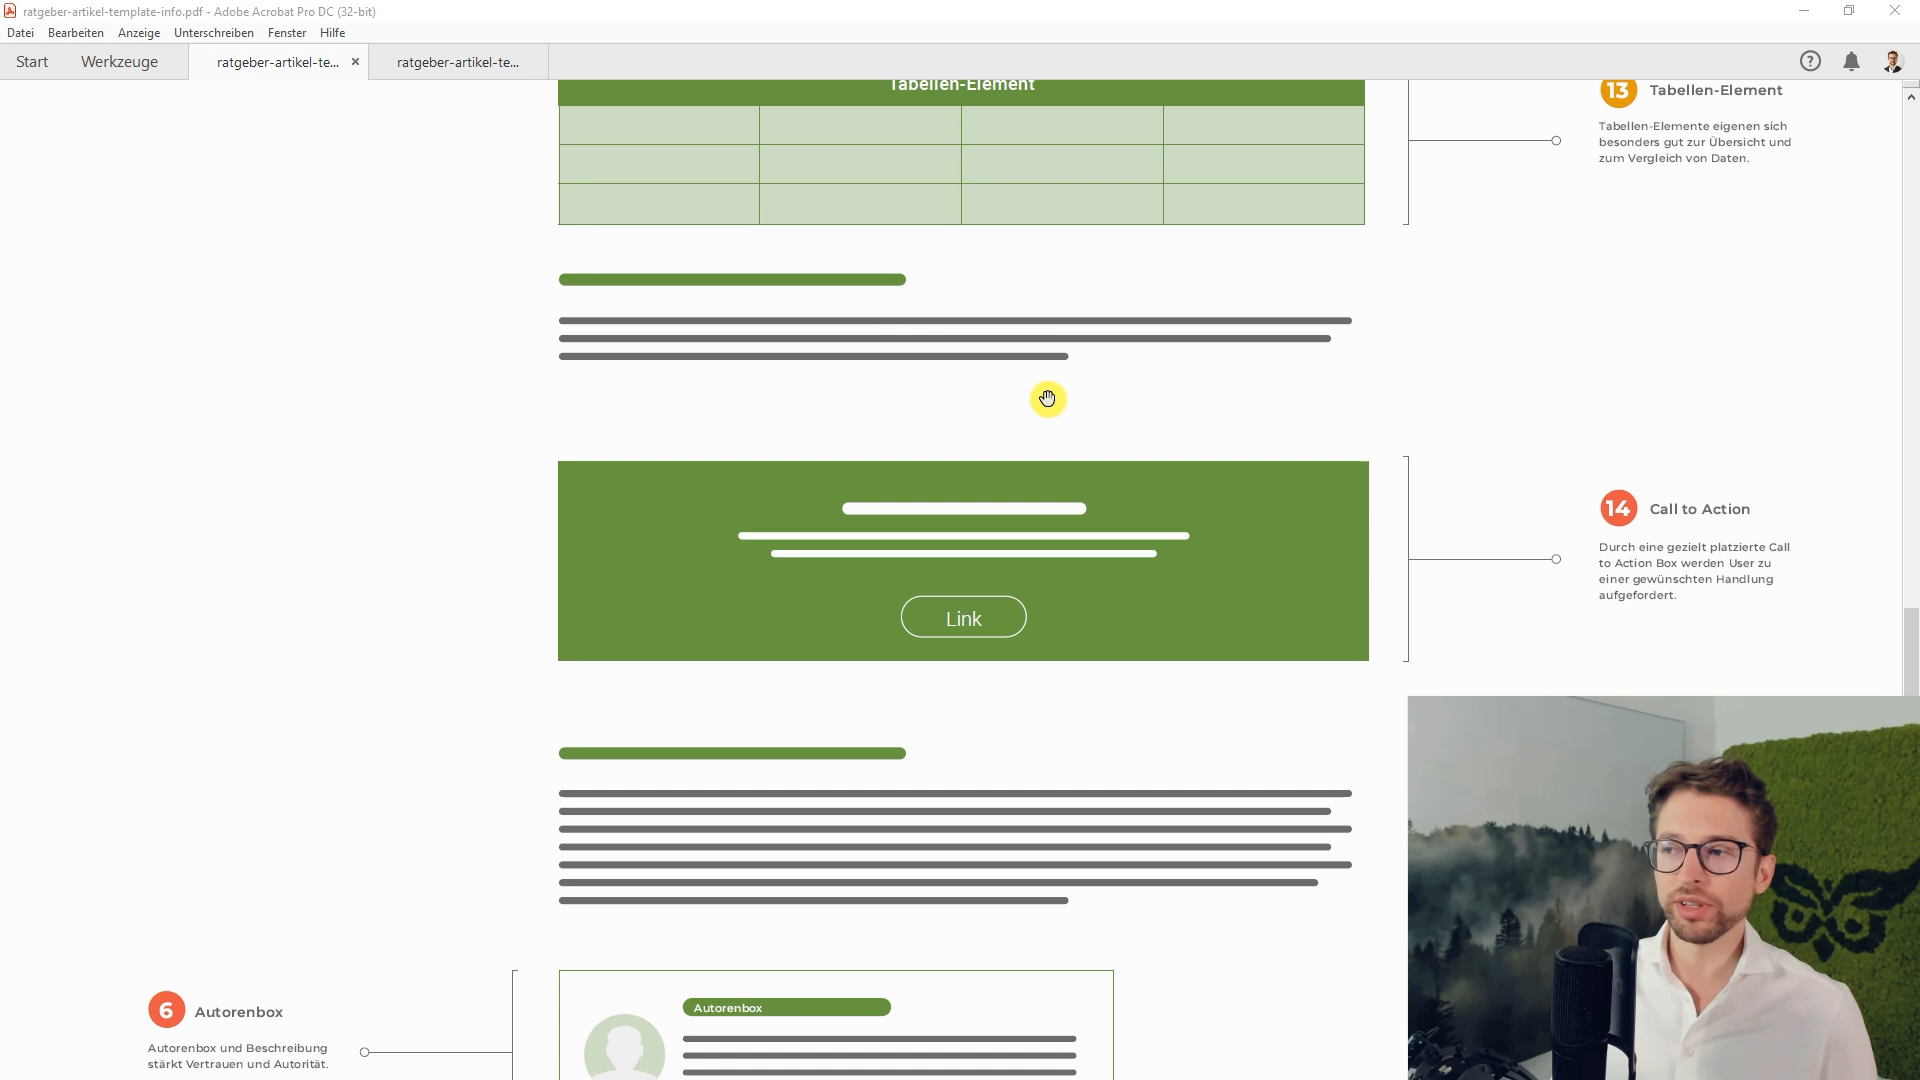 ratgeber-artikel-template-info.pdf - Adobe Acrobat Pro DC (32-bit)
Datei Bearbeiten Anzeige Unterschreiben Fenster Hilfe
Start Werkzeuge ratgeber-artikel-te... × ratgeber-artikel-te...
?
Tabellen-Element
13 Tabellen-Element
Tabellen-Elemente eigenen sich
besonders gut zur Übersicht und
zum Vergleich von Daten.
14 Call to Action
Durch eine gezielt platzierte Call
to Action Box werden User zu
einer gewünschten Handlung
aufgefordert.
Link
6 Autorenbox
Autorenbox und Beschreibung
stärkt Vertrauen und Autorität.
Autorenbox